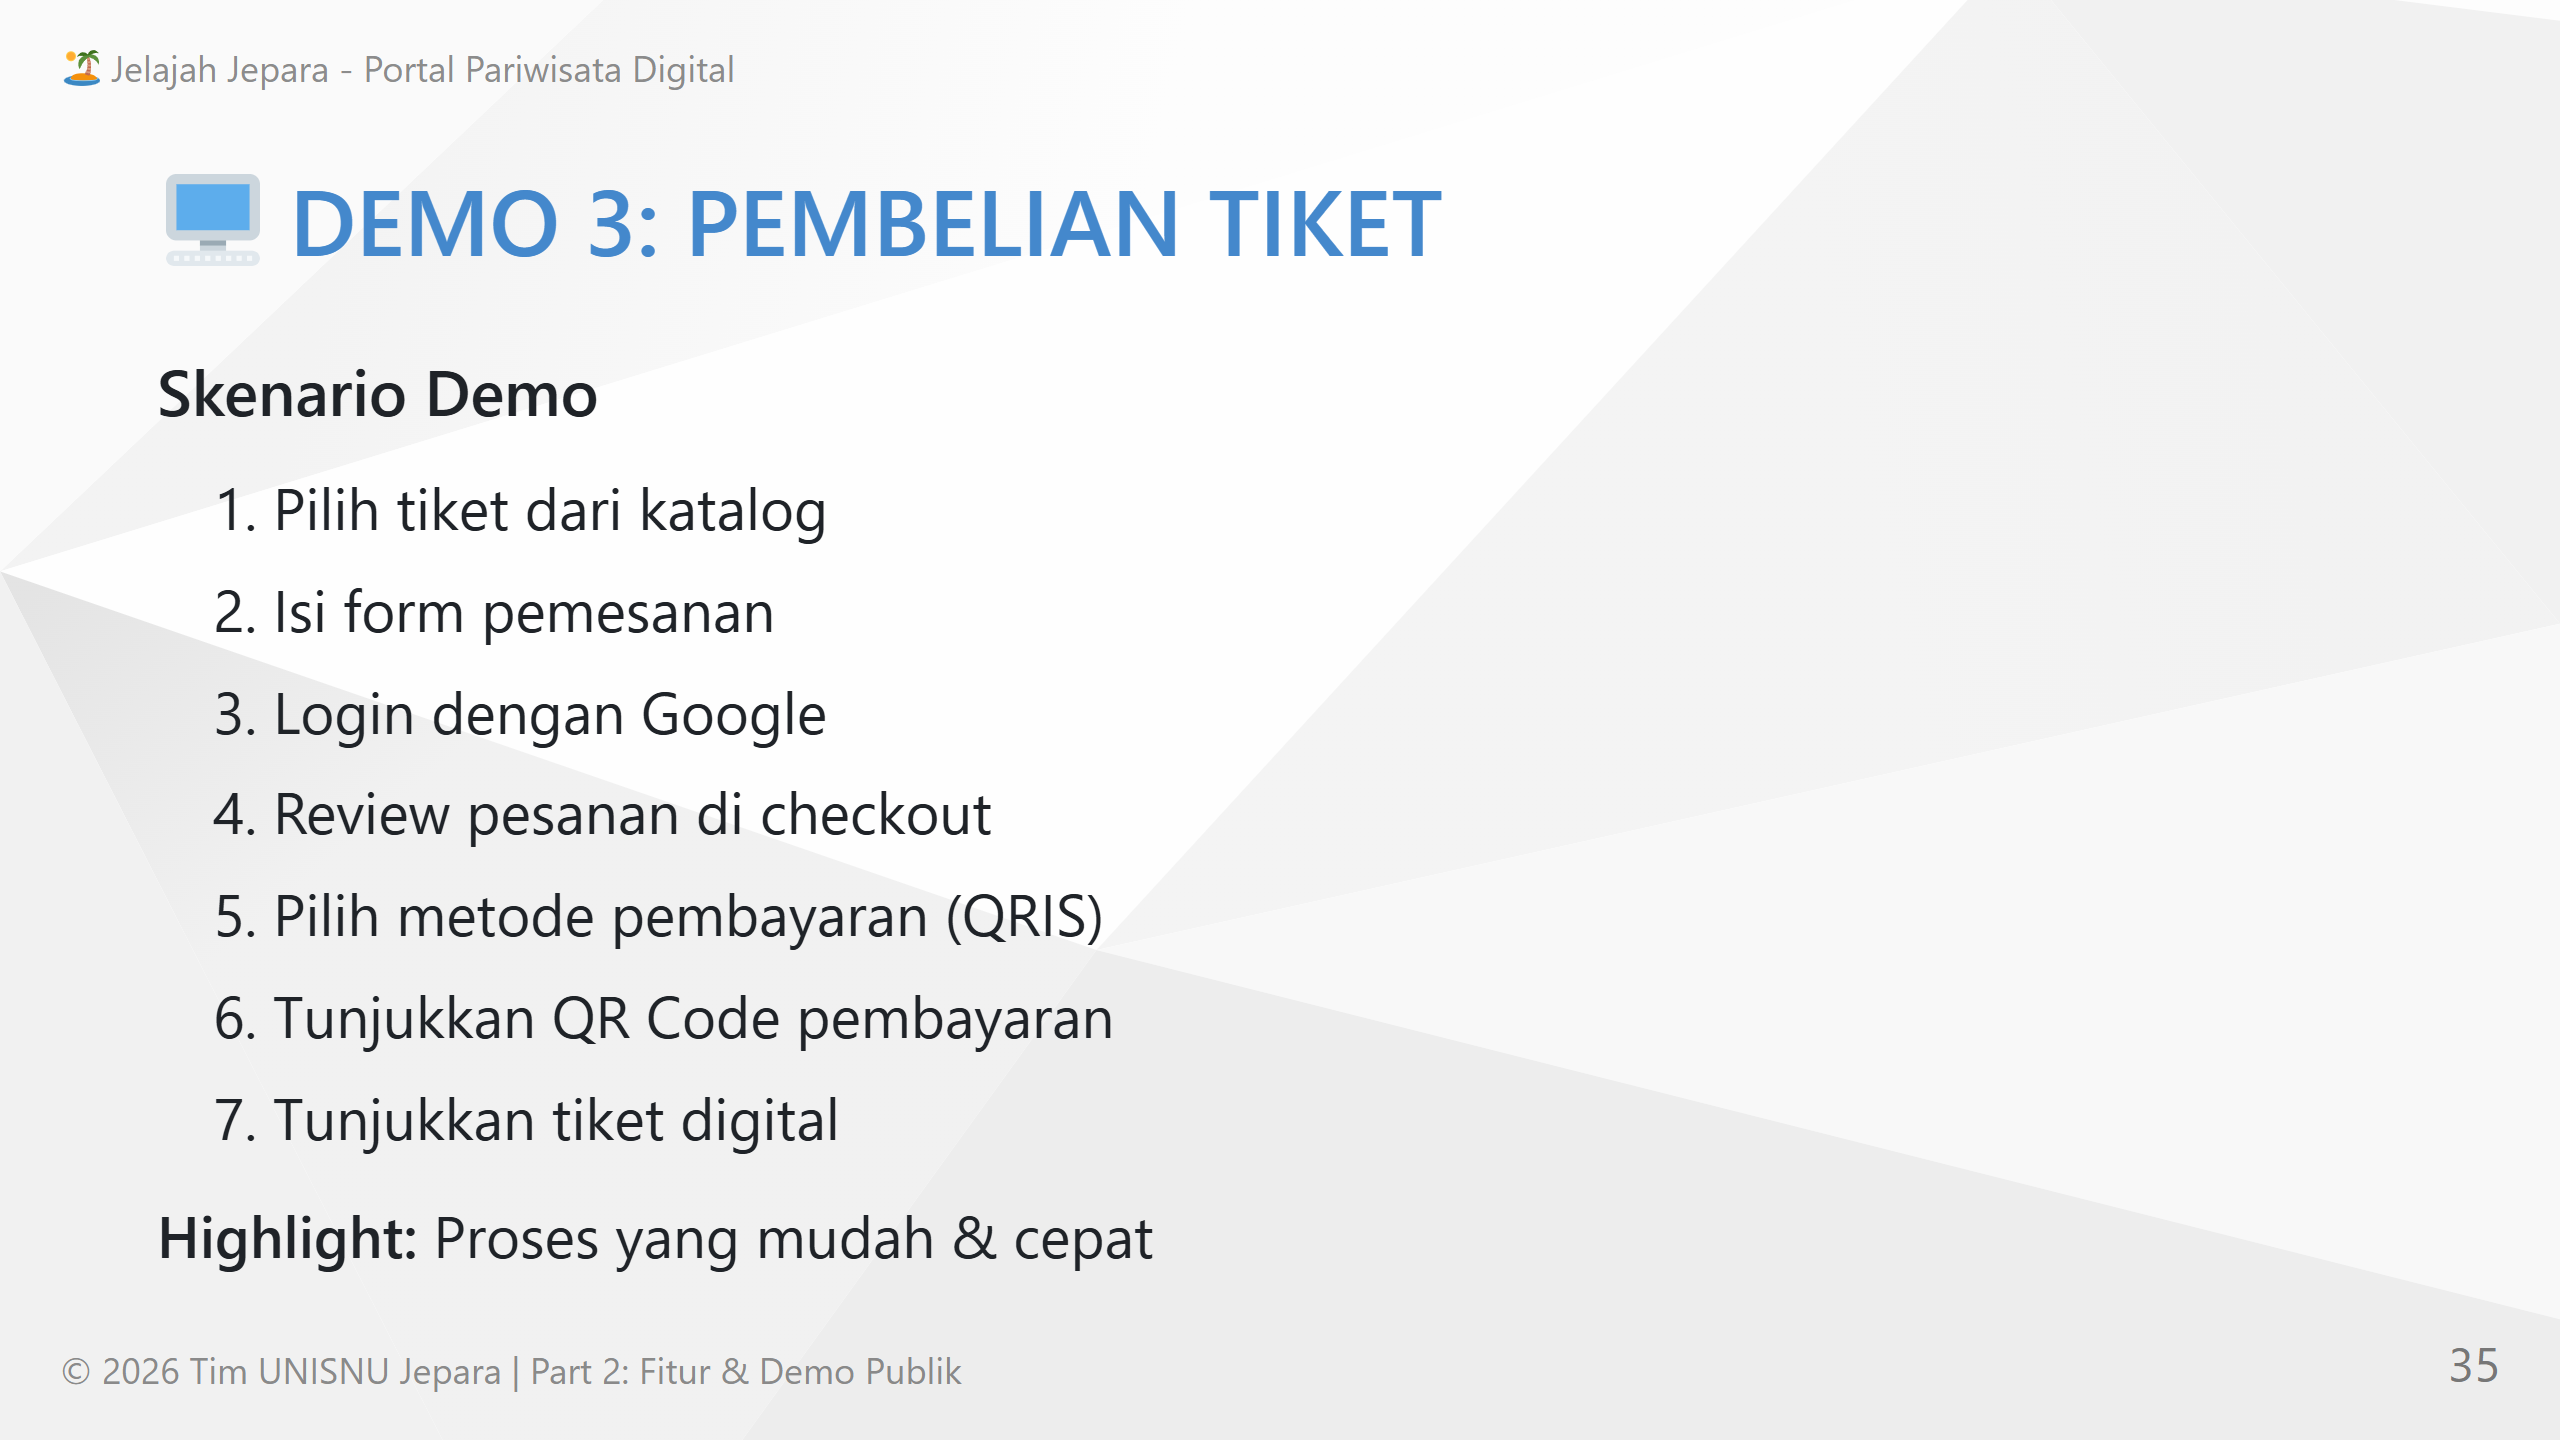 Jelajah Jepara - Portal Pariwisata Digital
DEMO 3: PEMBELIAN TIKET
Skenario Demo
1. Pilih tiket dari katalog
2. Isi form pemesanan
3. Login dengan Google
4. Review pesanan di checkout
5. Pilih metode pembayaran (QRIS)
6. Tunjukkan QR Code pembayaran
7. Tunjukkan tiket digital
Highlight: Proses yang mudah & cepat
© 2026 Tim UNISNU Jepara | Part 2: Fitur & Demo Publik
35